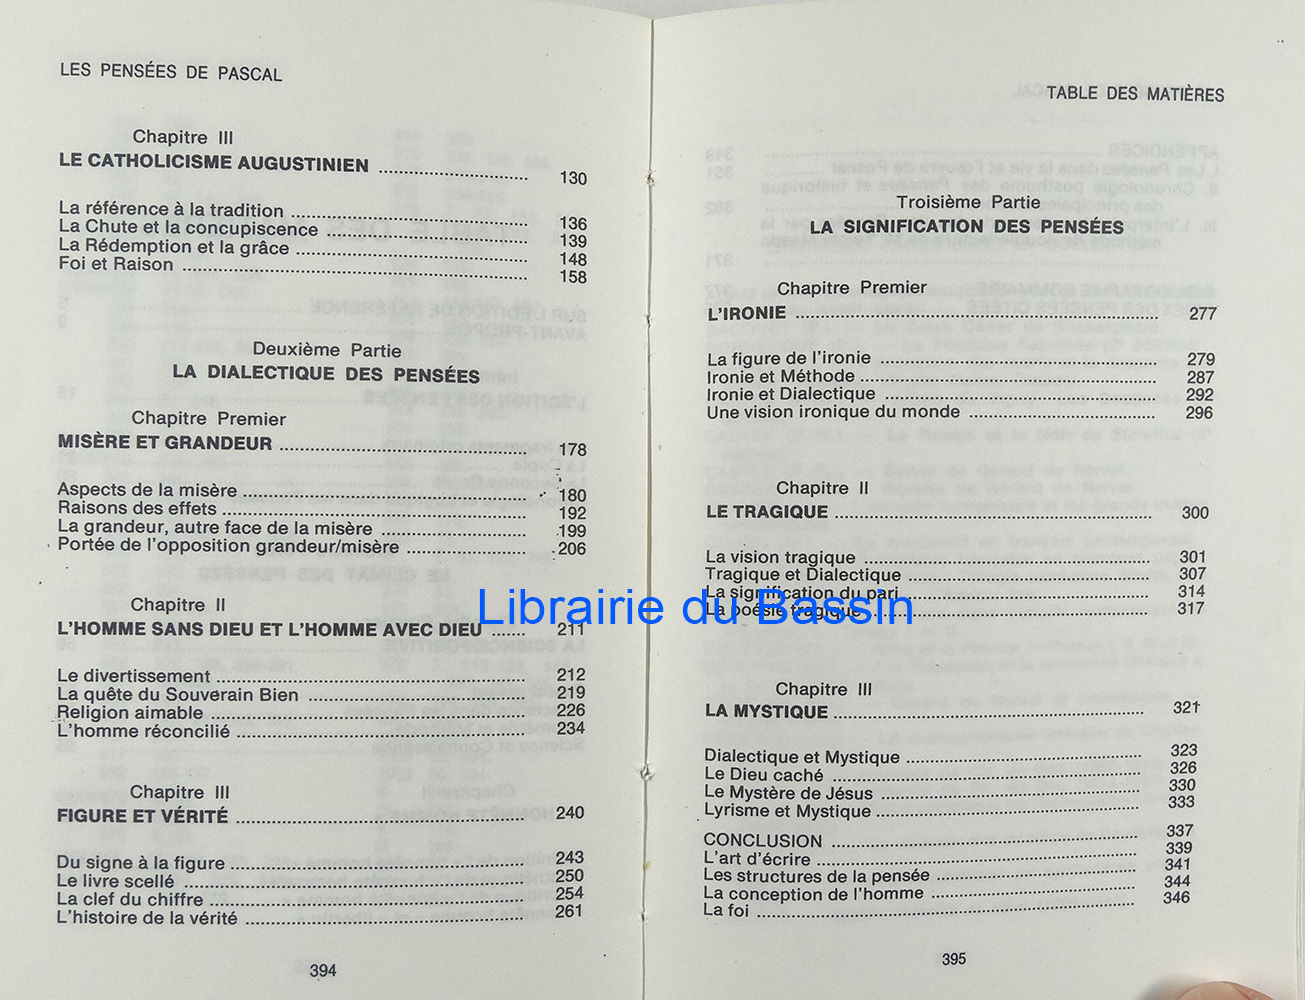 LES PENSÉES DE PASCAL
Chapitre III
LE CATHOLICISME AUGUSTINIEN .......... 130
La référence à la tradition .......... 136
La Chute et la concupiscence .......... 139
La Rédemption et la grâce .......... 148
Foi et Raison .......... 158
Deuxième Partie
LA DIALECTIQUE DES PENSÉES
Chapitre Premier
MISÈRE ET GRANDEUR .......... 178
Aspects de la misère .......... 180
Raisons des effets .......... 192
La grandeur, autre face de la misère .......... 199
Portée de l'opposition grandeur/misère .......... 206
Chapitre II
L'HOMME SANS DIEU ET L'HOMME AVEC DIEU ...... 211
Le divertissement .......... 212
La quête du Souverain Bien .......... 219
Religion aimable .......... 226
L'homme réconcilié .......... 234
Chapitre III
FIGURE ET VÉRITÉ .......... 240
Du signe à la figure .......... 243
Le livre scellé .......... 250
La clef du chiffre .......... 254
L'histoire de la vérité .......... 261
394
TABLE DES MATIÈRES
Troisième Partie
LA SIGNIFICATION DES PENSÉES
Chapitre Premier
L'IRONIE .......... 277
La figure de l'ironie .......... 279
Ironie et Méthode .......... 287
Ironie et Dialectique .......... 292
Une vision ironique du monde .......... 296
Chapitre II
LE TRAGIQUE .......... 300
La vision tragique .......... 301
Tragique et Dialectique .......... 307
La signification du pari .......... 314
La poésie tragique .......... 317
Librairie du Bassin
Chapitre III
LA MYSTIQUE .......... 321
Dialectique et Mystique .......... 323
Le Dieu caché .......... 326
Le Mystère de Jésus .......... 330
Lyrisme et Mystique .......... 333
CONCLUSION .......... 337
L'art d'écrire .......... 339
Les structures de la pensée .......... 341
La conception de l'homme .......... 344
La foi .......... 346
395